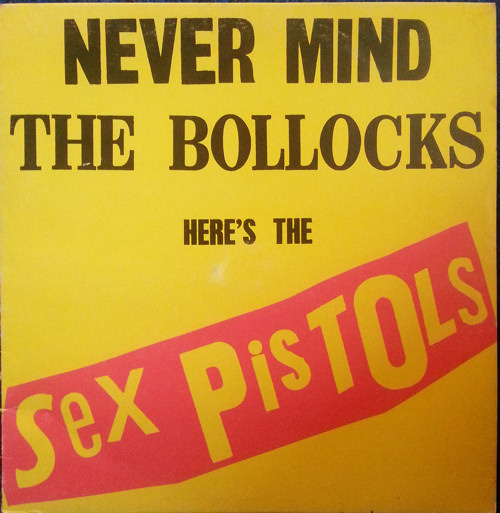 NEVER MIND
THE BOLLOCKS
HERE'S THE
Sex PisTOLs